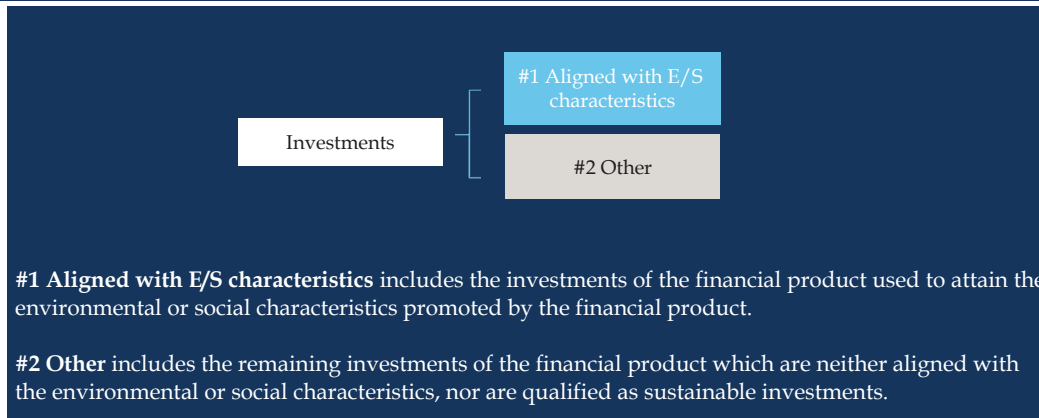 #1 Aligned with E/S
characteristics
Investments
#2 Other
#1 Aligned with E/S characteristics includes the investments of the financial product used to attain the
environmental or social characteristics promoted by the financial product.
#2 Other includes the remaining investments of the financial product which are neither aligned with
the environmental or social characteristics, nor are qualified as sustainable investments.